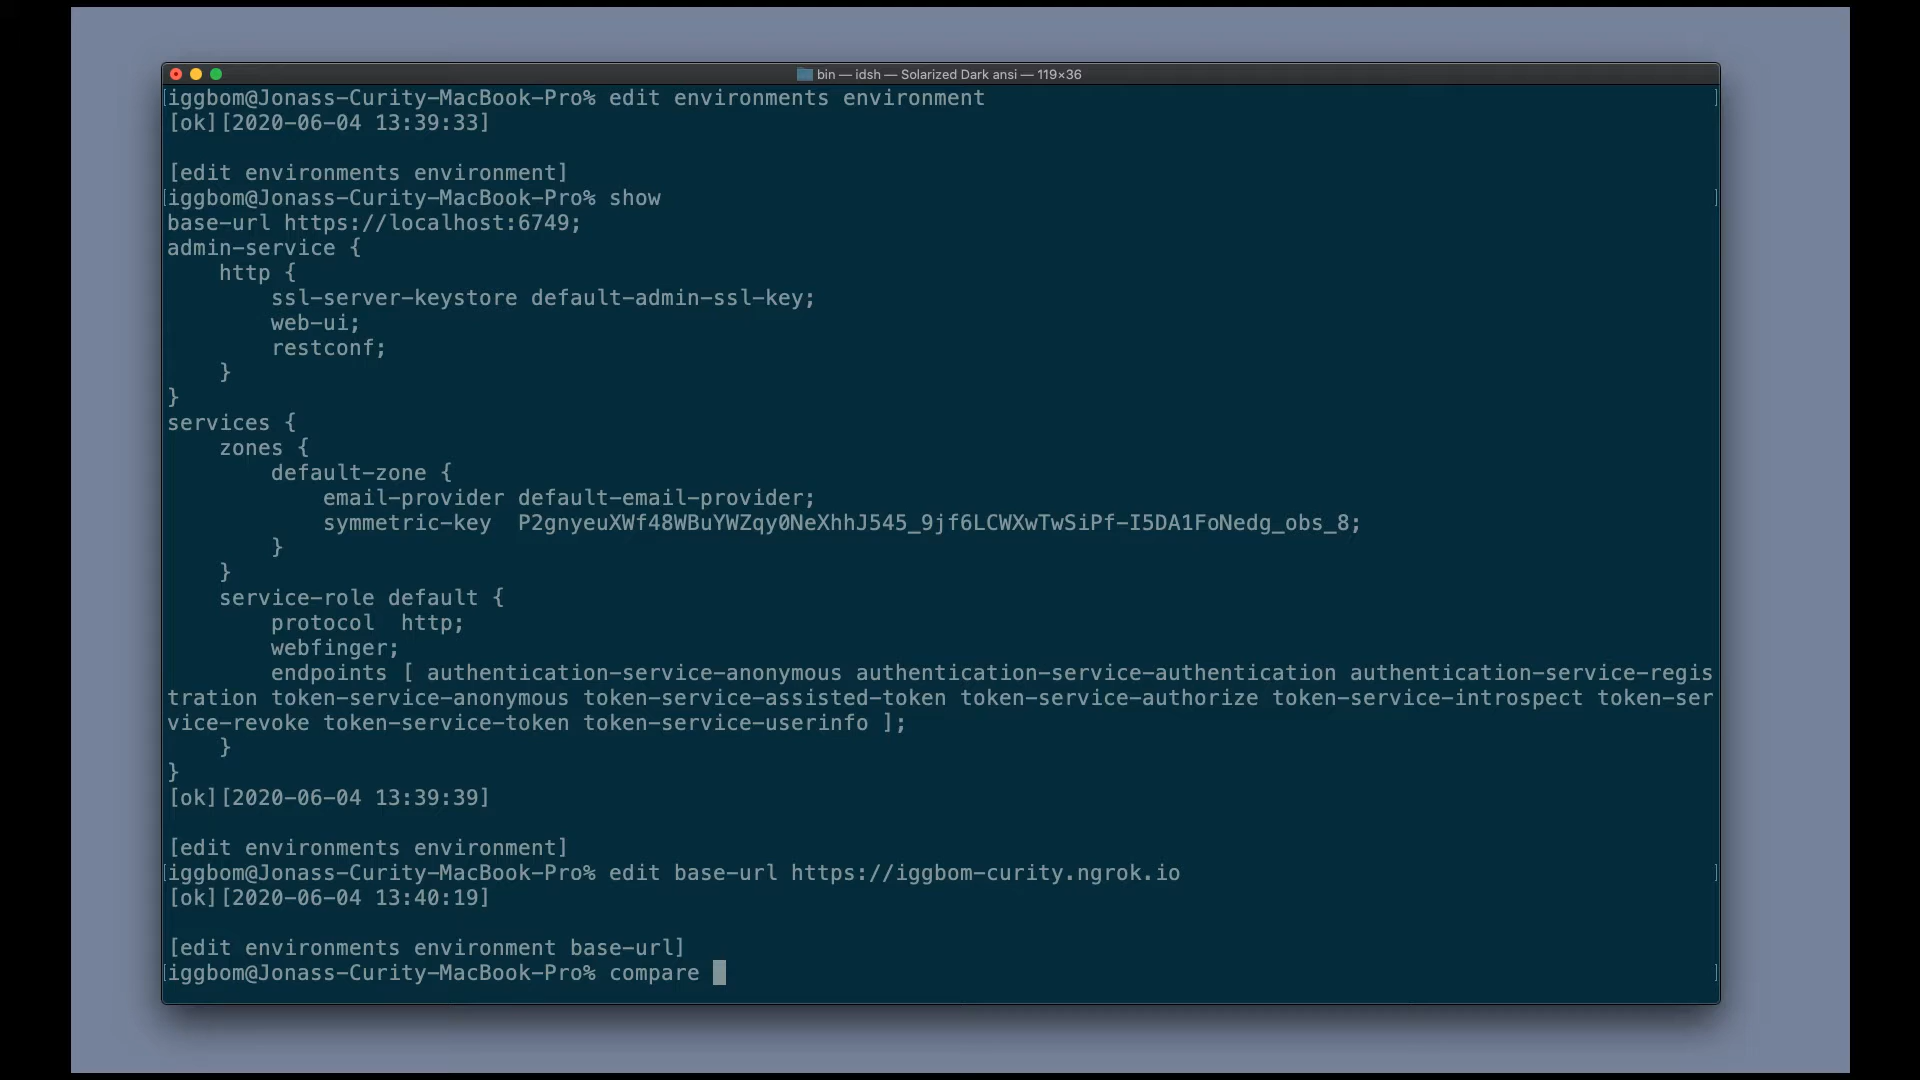 bin — idsh — Solarized Dark ansi — 119×36
[iggbom@Jonass-Curity-MacBook-Pro% edit environments environment ]
[ok][2020-06-04 13:39:33]
[edit environments environment]
[iggbom@Jonass-Curity-MacBook-Pro% show ]
base-url https://localhost:6749;
admin-service {
    http {
        ssl-server-keystore default-admin-ssl-key;
        web-ui;
        restconf;
    }
}
services {
    zones {
        default-zone {
            email-provider default-email-provider;
            symmetric-key  P2gnyeuXWf48WBuYWZqy0NeXhhJ545_9jf6LCWXwTwSiPf-I5DA1FoNedg_obs_8;
        }
    }
    service-role default {
        protocol  http;
        webfinger;
        endpoints [ authentication-service-anonymous authentication-service-authentication authentication-service-regis
tration token-service-anonymous token-service-assisted-token token-service-authorize token-service-introspect token-ser
vice-revoke token-service-token token-service-userinfo ];
    }
}
[ok][2020-06-04 13:39:39]
[edit environments environment]
[iggbom@Jonass-Curity-MacBook-Pro% edit base-url https://iggbom-curity.ngrok.io ]
[ok][2020-06-04 13:40:19]
[edit environments environment base-url]
[iggbom@Jonass-Curity-MacBook-Pro% compare ]